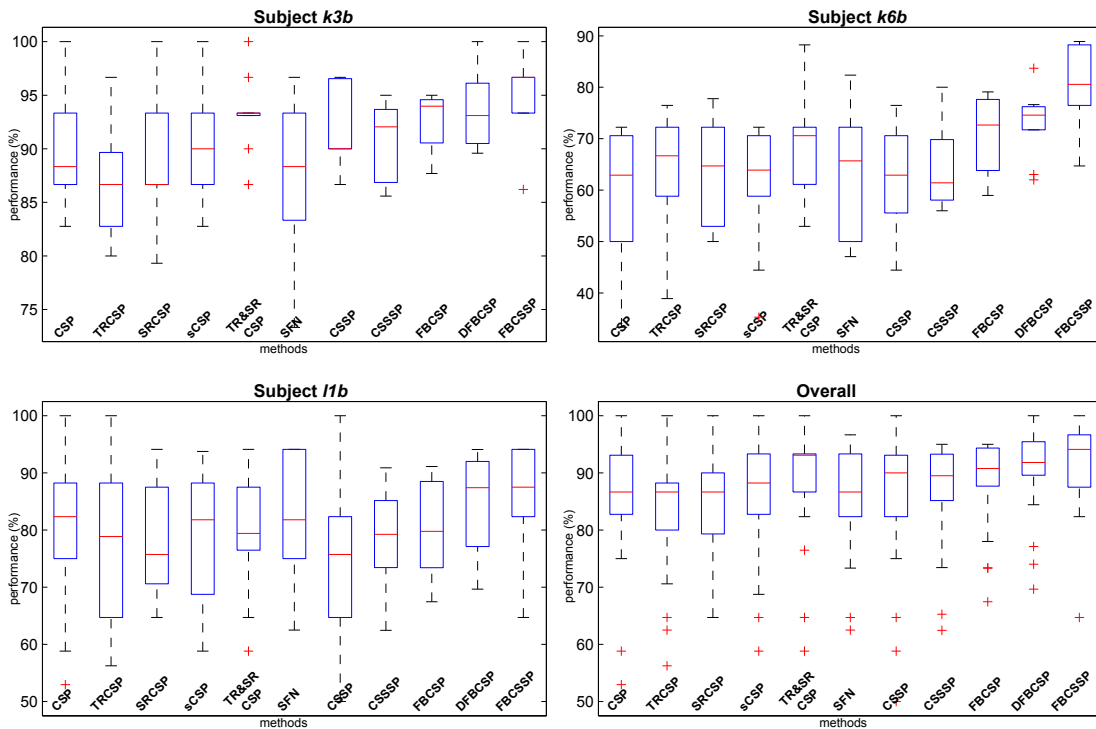 Subject k3b
100
95
90
85
80
75
performance (%)
CSP
TRCSP
SRCSP
sCSP
TR&SR
CSP
SFN
CSSP
CSSSP
FBCSP
DFBCSP
FBCSSP
methods
Subject k6b
90
80
70
60
50
40
performance (%)
CSP
TRCSP
SRCSP
sCSP
TR&SR
CSP
SFN
CSSP
CSSSP
FBCSP
DFBCSP
FBCSSP
methods
Subject l1b
100
90
80
70
60
50
performance (%)
CSP
TRCSP
SRCSP
sCSP
TR&SR
CSP
SFN
CSSP
CSSSP
FBCSP
DFBCSP
FBCSSP
methods
Overall
100
90
80
70
60
50
performance (%)
CSP
TRCSP
SRCSP
sCSP
TR&SR
CSP
SFN
CSSP
CSSSP
FBCSP
DFBCSP
FBCSSP
methods